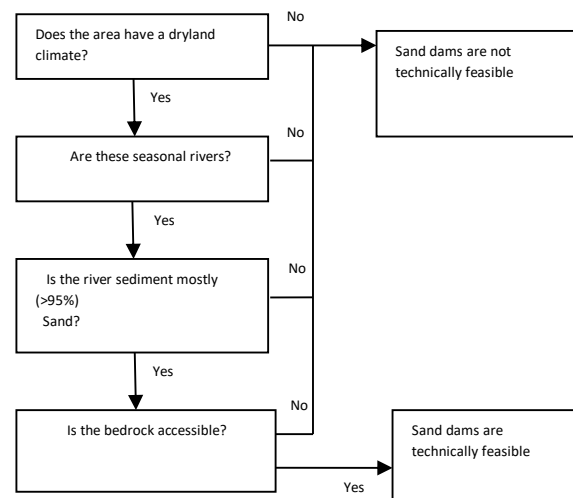 No
Does the area have a dryland
climate?
Sand dams are not
technically feasible
Yes
No
Are these seasonal rivers?
Yes
No
Is the river sediment mostly
(>95%)
Sand?
Yes
No
Is the bedrock accessible?
Sand dams are
technically feasible
Yes